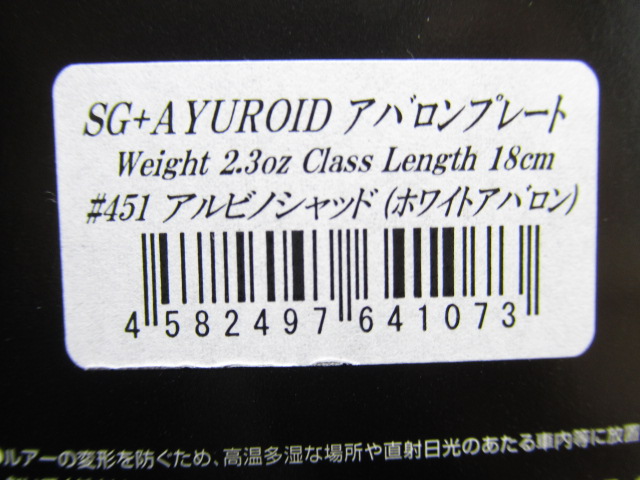 SG+AYUROID アバロンプレート
Weight 2.3oz Class Length 18cm
#451 アルビノシャッド (ホワイトアバロン)
4 582497 641073
ルアーの変形を防ぐため、高温多湿な場所や直射日光のあたる車内等に放置